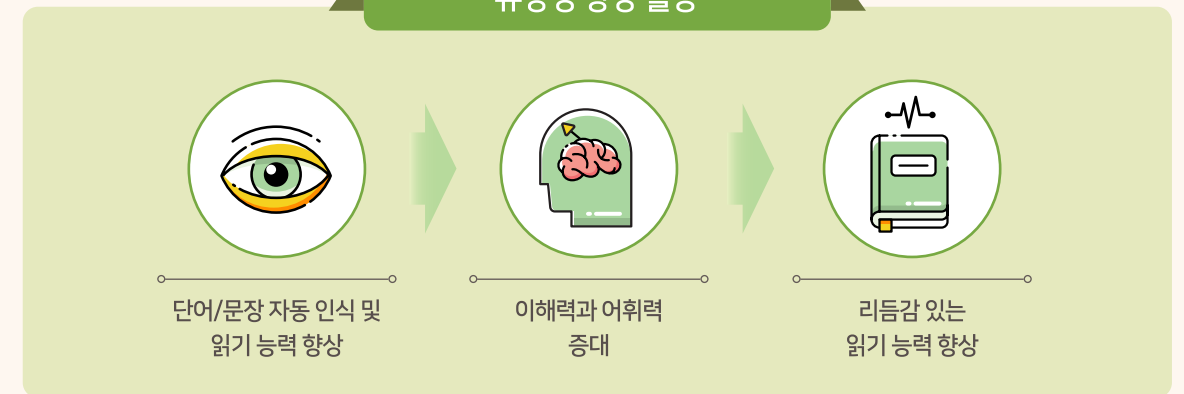 단어/문장 자동 인식 및
읽기 능력 향상
이해력과 어휘력
증대
리듬감 있는
읽기 능력 향상